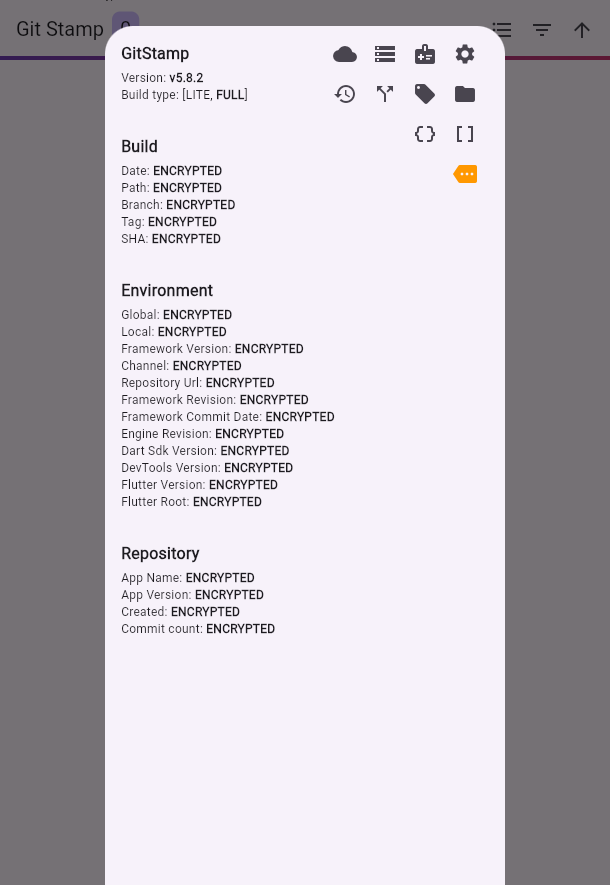 Git Stamp
GitStamp
Version: v5.8.2
Build type: [LITE, FULL]
Build
Date: ENCRYPTED
Path: ENCRYPTED
Branch: ENCRYPTED
Tag: ENCRYPTED
SHA: ENCRYPTED
Environment
Global: ENCRYPTED
Local: ENCRYPTED
Framework Version: ENCRYPTED
Channel: ENCRYPTED
Repository Url: ENCRYPTED
Framework Revision: ENCRYPTED
Framework Commit Date: ENCRYPTED
Engine Revision: ENCRYPTED
Dart Sdk Version: ENCRYPTED
DevTools Version: ENCRYPTED
Flutter Version: ENCRYPTED
Flutter Root: ENCRYPTED
Repository
App Name: ENCRYPTED
App Version: ENCRYPTED
Created: ENCRYPTED
Commit count: ENCRYPTED